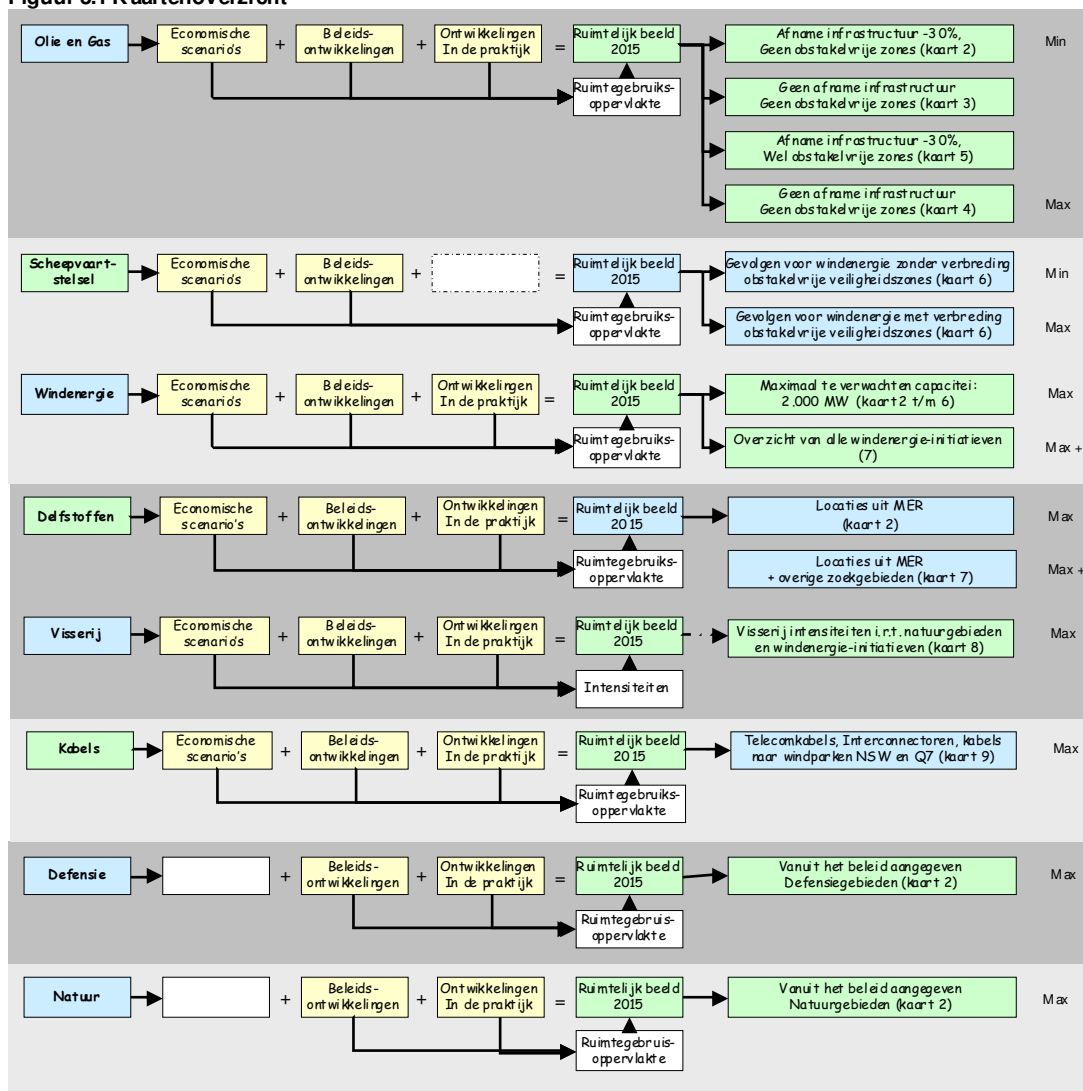 Figuur 3.1 Kaartenoverzicht
Olie en Gas
Economische
scenario's
+
Beleids-
ontwikkelingen
+
Ontwikkelingen
In de praktijk
=
Ruimtelijk beeld
2015
Ruimtegebruiks-
oppervlakte
Afname infrastructuur -30%,
Geen obstakelvrije zones (kaart 2)
Min
Geen afname infrastructuur
Geen obstakelvrije zones (kaart 3)
Afname infrastructuur -30%,
Wel obstakelvrije zones (kaart 5)
Geen afname infrastructuur
Geen obstakelvrije zones (kaart 4)
Max
Scheepvaart-
stelsel
Economische
scenario's
+
Beleids-
ontwikkelingen
+
=
Ruimtelijk beeld
2015
Ruimtegebruiks-
oppervlakte
Gevolgen voor windenergie zonder verbreding
obstakelvrije veiligheidszones (kaart 6)
Min
Gevolgen voor windenergie met verbreding
obstakelvrije veiligheidszones (kaart 6)
Max
Windenergie
Economische
scenario's
+
Beleids-
ontwikkelingen
+
Ontwikkelingen
In de praktijk
=
Ruimtelijk beeld
2015
Ruimtegebruiks-
oppervlakte
Maximaal te verwachten capacitei:
2.000 MW (kaart 2 t/m 6)
Max
Overzicht van alle windenergie-initiatieven
(7)
Max +
Delfstoffen
Economische
scenario's
+
Beleids-
ontwikkelingen
+
Ontwikkelingen
In de praktijk
=
Ruimtelijk beeld
2015
Ruimtegebruiks-
oppervlakte
Locaties uit MER
(kaart 2)
Max
Locaties uit MER
+ overige zoekgebieden (kaart 7)
Max +
Visserij
Economische
scenario's
+
Beleids-
ontwikkelingen
+
Ontwikkelingen
In de praktijk
=
Ruimtelijk beeld
2015
Intensiteiten
Visserij intensiteiten i.r.t. natuurgebieden
en windenergie-initiatieven (kaart 8)
Max
Kabels
Economische
scenario's
+
Beleids-
ontwikkelingen
+
Ontwikkelingen
In de praktijk
=
Ruimtelijk beeld
2015
Ruimtegebruiks-
oppervlakte
Telecomkabels, Interconnectoren, kabels
naar windparken NSW en Q7 (kaart 9)
Max
Defensie
+
Beleids-
ontwikkelingen
+
Ontwikkelingen
In de praktijk
=
Ruimtelijk beeld
2015
Ruimtegebruis-
oppervlakte
Vanuit het beleid aangegeven
Defensiegebieden (kaart 2)
Max
Natuur
+
Beleids-
ontwikkelingen
+
Ontwikkelingen
In de praktijk
=
Ruimtelijk beeld
2015
Ruimtegebruis-
oppervlakte
Vanuit het beleid aangegeven
Natuurgebieden (kaart 2)
Max